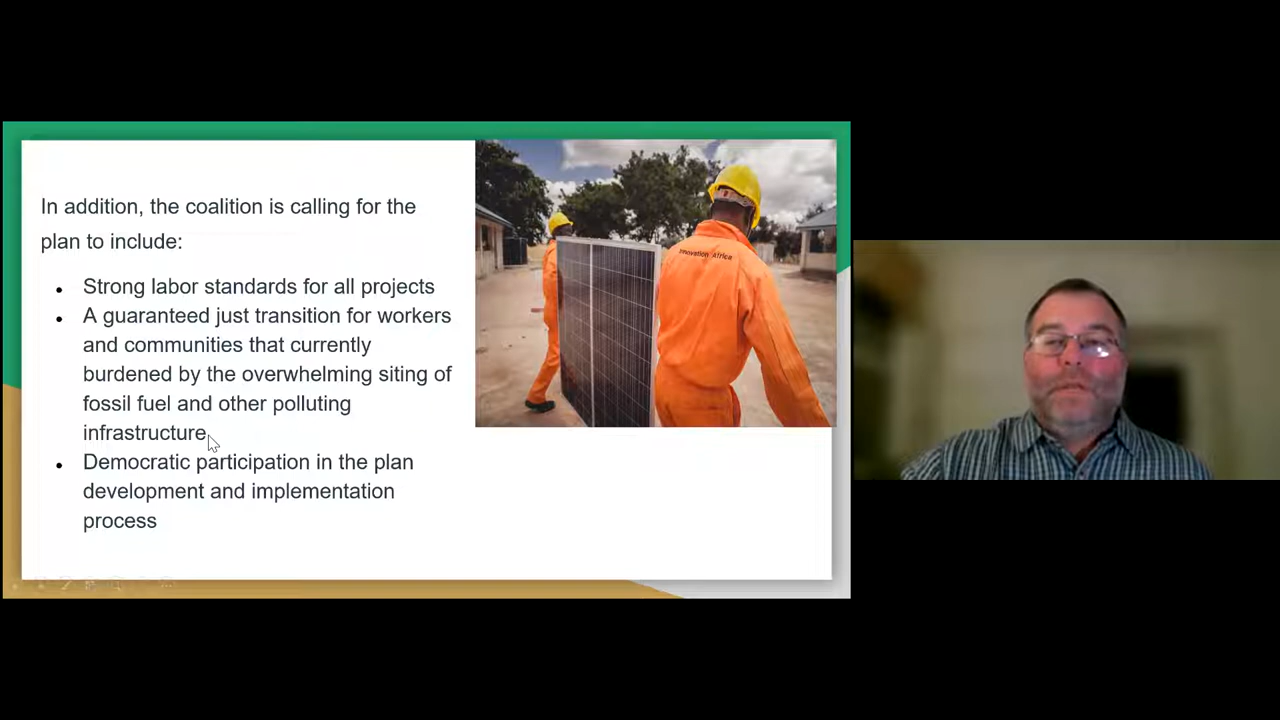 In addition, the coalition is calling for the
plan to include:
• Strong labor standards for all projects
• A guaranteed just transition for workers
and communities that currently
burdened by the overwhelming siting of
fossil fuel and other polluting
infrastructure
• Democratic participation in the plan
development and implementation
process
Innovation Africa